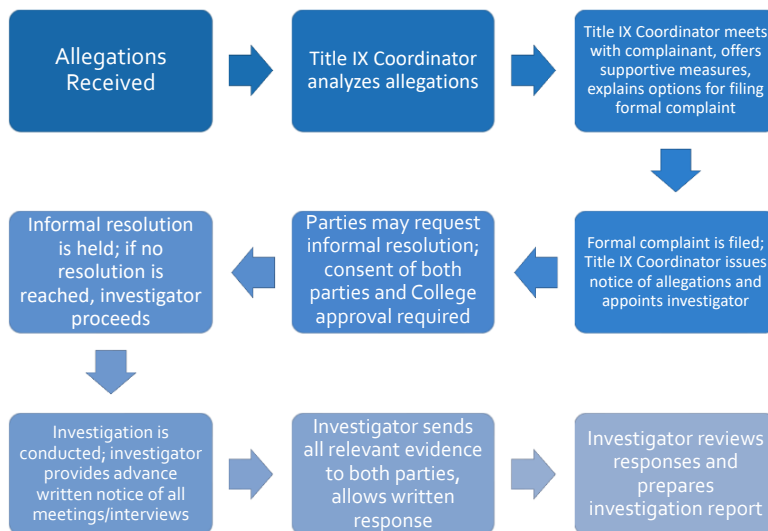 Allegations
Received
Title IX Coordinator
analyzes allegations
Title IX Coordinator meets
with complainant, offers
supportive measures,
explains options for filing
formal complaint
Formal complaint is filed;
Title IX Coordinator issues
notice of allegations and
appoints investigator
Parties may request
informal resolution;
consent of both
parties and College
approval required
Informal resolution
is held; if no
resolution is
reached, investigator
proceeds
Investigation is
conducted; investigator
provides advance
written notice of all
meetings/interviews
Investigator sends
all relevant evidence
to both parties,
allows written
response
Investigator reviews
responses and
prepares
investigation report